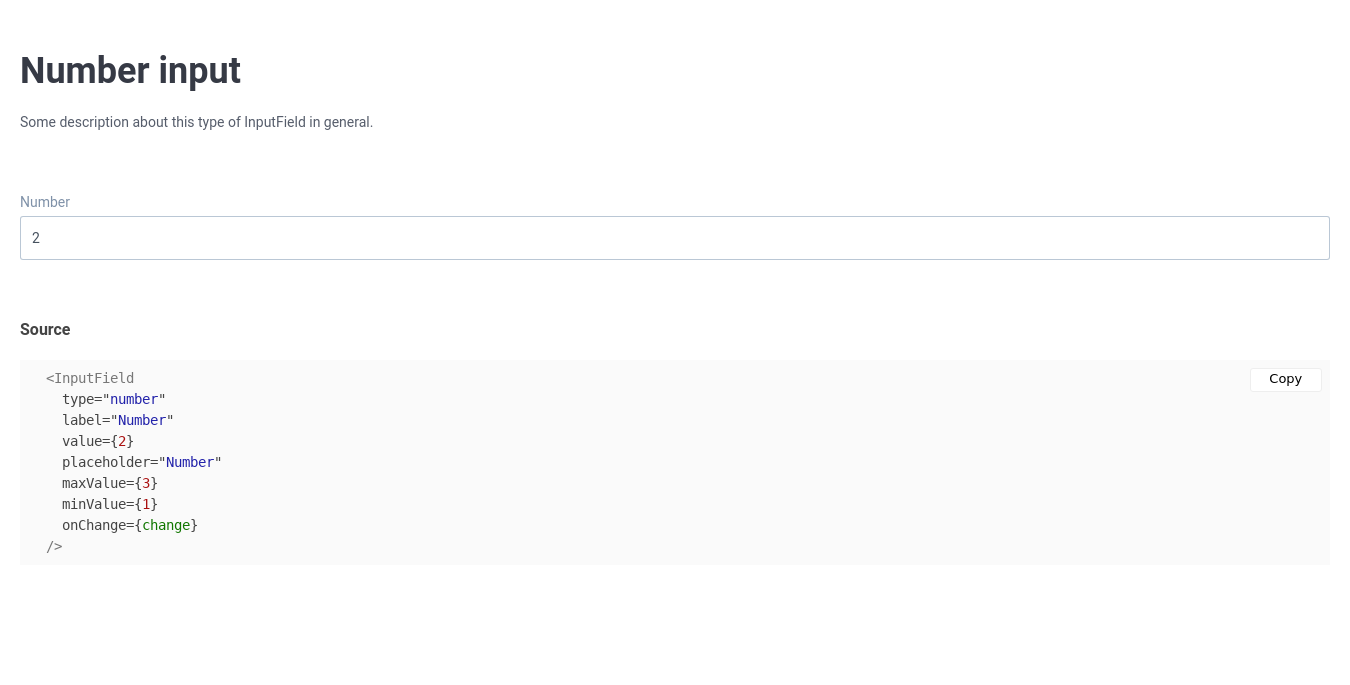 Number input
Some description about this type of InputField in general.
Number
2
Source
<InputField
Copy
type="number"
label="Number"
value={2}
placeholder="Number"
maxValue={3}
minValue={1}
onChange={change}
/>